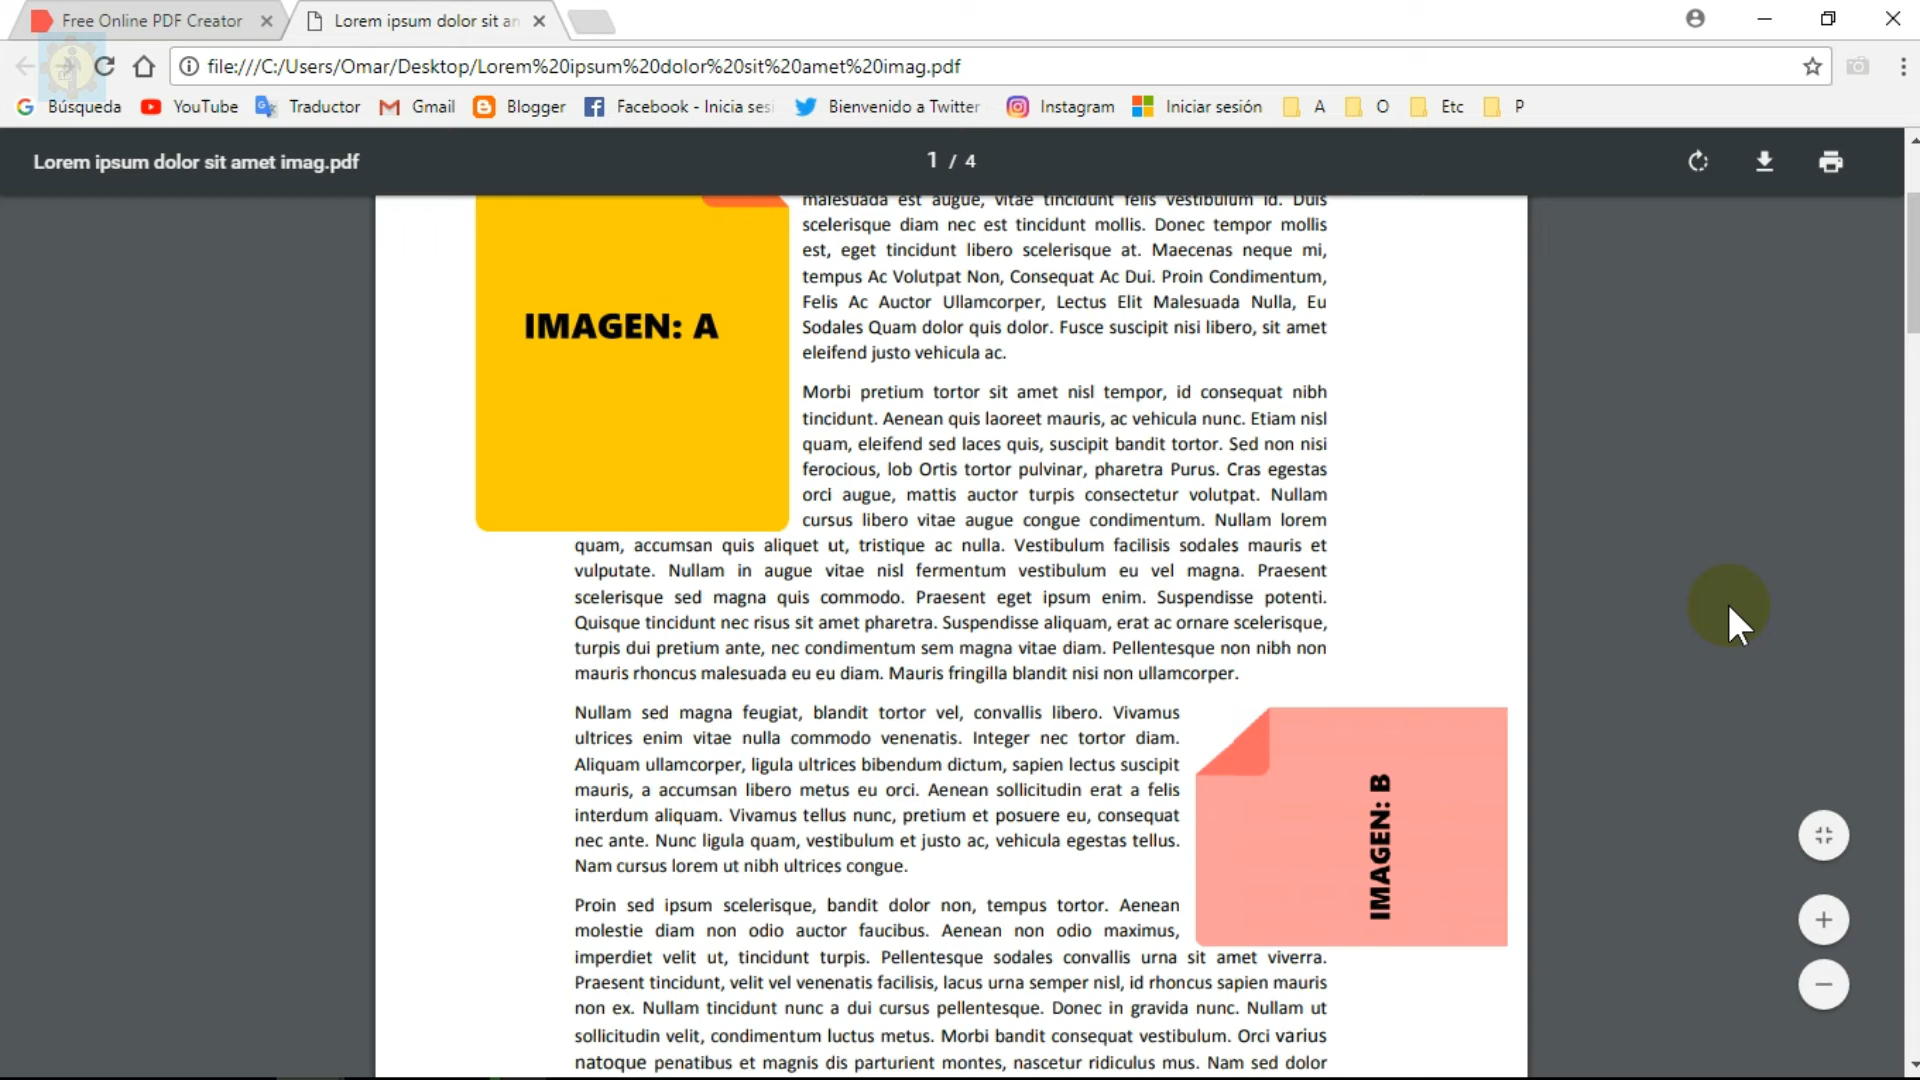 Free Online PDF Creator
Lorem ipsum dolor sit an
file:///C:/Users/Omar/Desktop/Lorem%20ipsum%20dolor%20sit%20amet%20imag.pdf
Búsqueda YouTube Traductor Gmail Blogger Facebook - Inicia sesi Bienvenido a Twitter Instagram Iniciar sesión A O Etc P
Lorem ipsum dolor sit amet imag.pdf
1 / 4
IMAGEN: A
malesuada est augue, vitae tincidunt felis vestibulum id. Duis
scelerisque diam nec est tincidunt mollis. Donec tempor mollis
est, eget tincidunt libero scelerisque at. Maecenas neque mi,
tempus Ac Volutpat Non, Consequat Ac Dui. Proin Condimentum,
Felis Ac Auctor Ullamcorper, Lectus Elit Malesuada Nulla, Eu
Sodales Quam dolor quis dolor. Fusce suscipit nisi libero, sit amet
eleifend justo vehicula ac.
Morbi pretium tortor sit amet nisl tempor, id consequat nibh
tincidunt. Aenean quis laoreet mauris, ac vehicula nunc. Etiam nisl
quam, eleifend sed laces quis, suscipit bandit tortor. Sed non nisi
ferocious, lob Ortis tortor pulvinar, pharetra Purus. Cras egestas
orci augue, mattis auctor turpis consectetur volutpat. Nullam
cursus libero vitae augue congue condimentum. Nullam lorem
quam, accumsan quis aliquet ut, tristique ac nulla. Vestibulum facilisis sodales mauris et
vulputate. Nullam in augue vitae nisl fermentum vestibulum eu vel magna. Praesent
scelerisque sed magna quis commodo. Praesent eget ipsum enim. Suspendisse potenti.
Quisque tincidunt nec risus sit amet pharetra. Suspendisse aliquam, erat ac ornare scelerisque,
turpis dui pretium ante, nec condimentum sem magna vitae diam. Pellentesque non nibh non
mauris rhoncus malesuada eu eu diam. Mauris fringilla blandit nisi non ullamcorper.
Nullam sed magna feugiat, blandit tortor vel, convallis libero. Vivamus
ultrices enim vitae nulla commodo venenatis. Integer nec tortor diam.
Aliquam ullamcorper, ligula ultrices bibendum dictum, sapien lectus suscipit
mauris, a accumsan libero metus eu orci. Aenean sollicitudin erat a felis
interdum aliquam. Vivamus tellus nunc, pretium et posuere eu, consequat
nec ante. Nunc ligula quam, vestibulum et justo ac, vehicula egestas tellus.
Nam cursus lorem ut nibh ultrices congue.
IMAGEN: B
Proin sed ipsum scelerisque, bandit dolor non, tempus tortor. Aenean
molestie diam non odio auctor faucibus. Aenean non odio maximus,
imperdiet velit ut, tincidunt turpis. Pellentesque sodales convallis urna sit amet viverra.
Praesent tincidunt, velit vel venenatis facilisis, lacus urna semper nisl, id rhoncus sapien mauris
non ex. Nullam tincidunt nunc a dui cursus pellentesque. Donec in gravida nunc. Nullam ut
sollicitudin velit, condimentum luctus metus. Morbi bandit consequat vestibulum. Orci varius
natoque penatibus et magnis dis parturient montes, nascetur ridiculus mus. Nam sed dolor